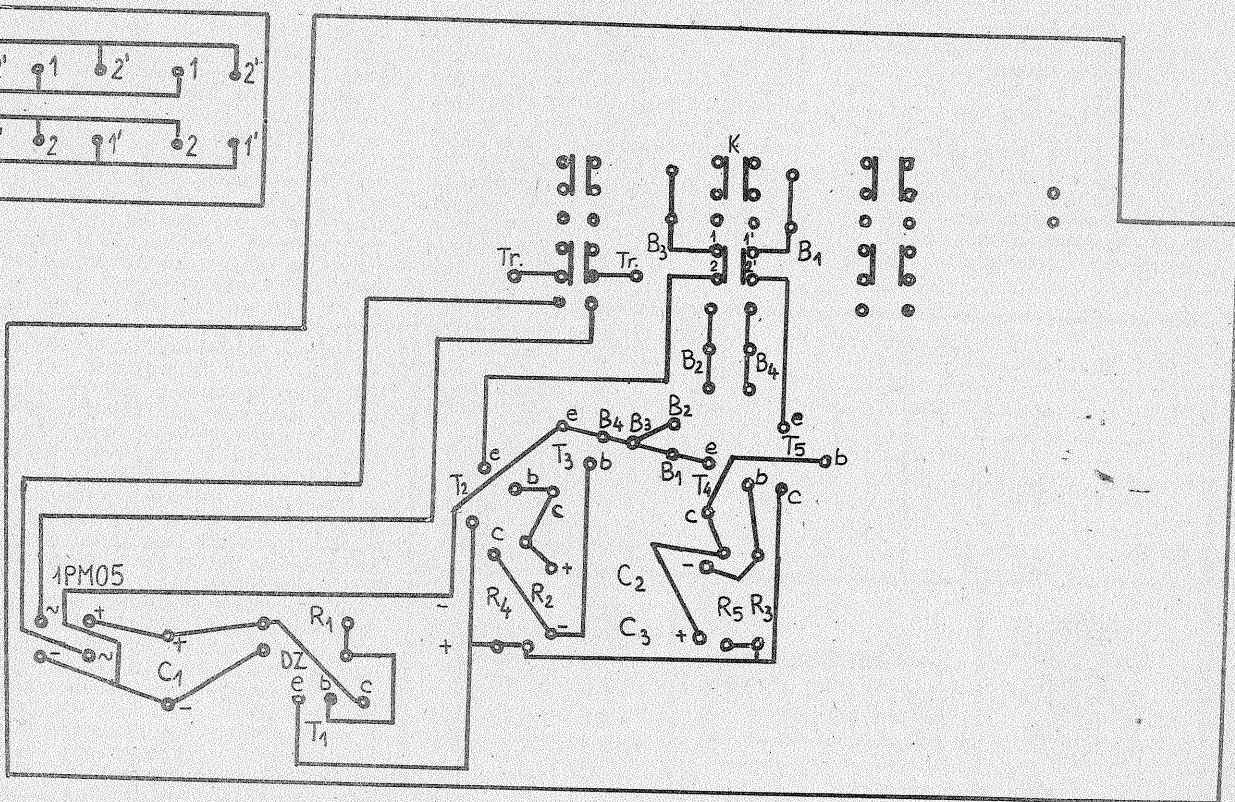 2' 1 2' 1 2'
2 1' 2 1'
K
B3 1 1' B1
Tr. Tr. 2 2'
B2 B4
e B4 B3 B2 e
T3 B1 e T5
e b T4 b b
T2 b c c
c c
+ C2 -
1PM05
~ + R1 - R4 R2 - C3 + R5 R3
+ +
- ~ C1 DZ
e b c
- T1